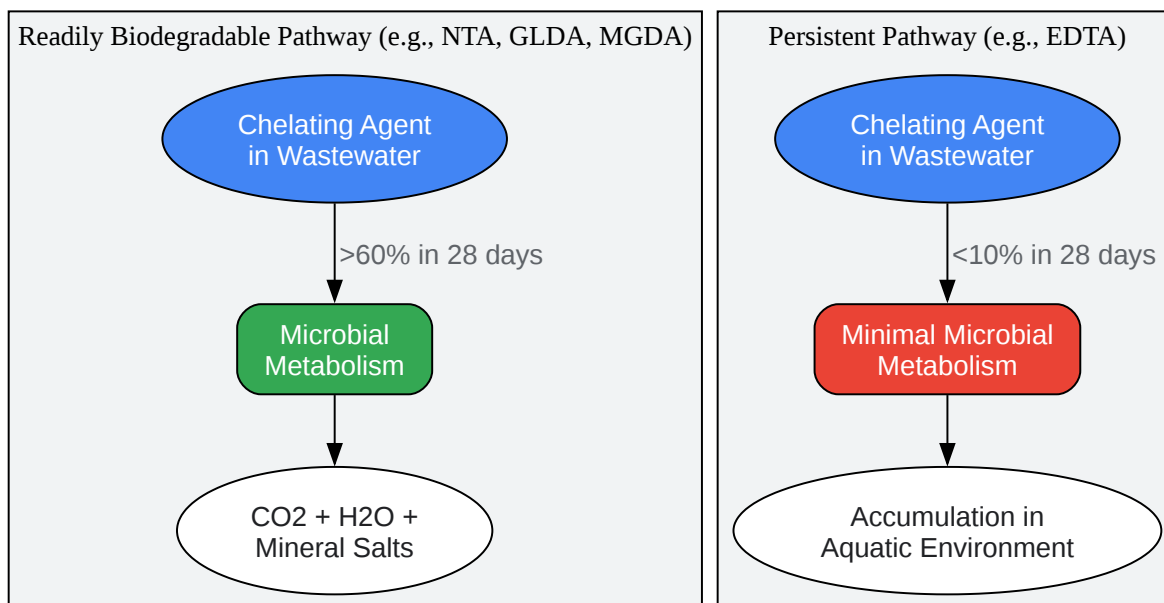 Readily Biodegradable Pathway (e.g., NTA, GLDA, MGDA)
Chelating Agent
in Wastewater
>60% in 28 days
Microbial
Metabolism
CO2 + H2O +
Mineral Salts
Persistent Pathway (e.g., EDTA)
Chelating Agent
in Wastewater
<10% in 28 days
Minimal Microbial
Metabolism
Accumulation in
Aquatic Environment